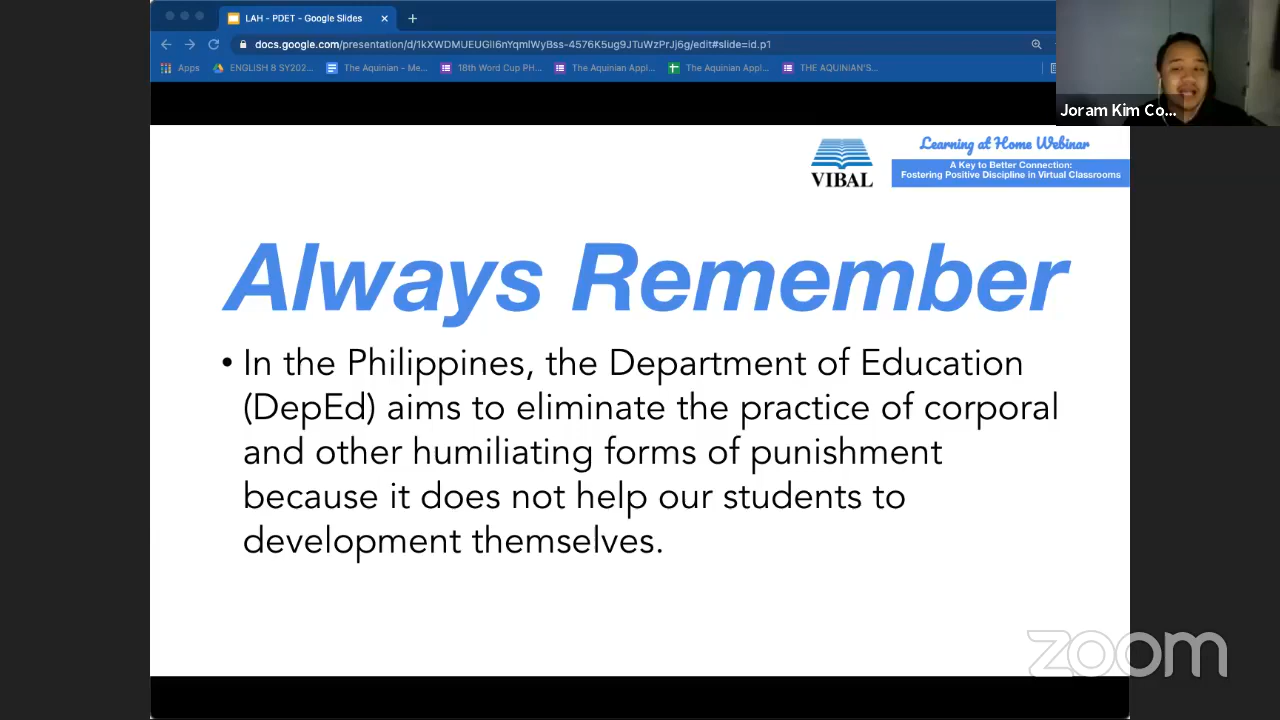 LAH - PDET - Google Slides
docs.google.com/presentation/d/1kXWDMUEUGlI6nYqmlWyBss-4576K5ug9JTuWzPrJj6g/edit#slide=id.p1
Apps ENGLISH 8 SY202... The Aquinian - Me... 18th Word Cup PH... The Aquinian Appl... The Aquinian Appl... THE AQUINIAN'S...
Joram Kim Co...
VIBAL
Learning at Home Webinar
A Key to Better Connection:
Fostering Positive Discipline in Virtual Classrooms
Always Remember
• In the Philippines, the Department of Education
(DepEd) aims to eliminate the practice of corporal
and other humiliating forms of punishment
because it does not help our students to
development themselves.
zoom